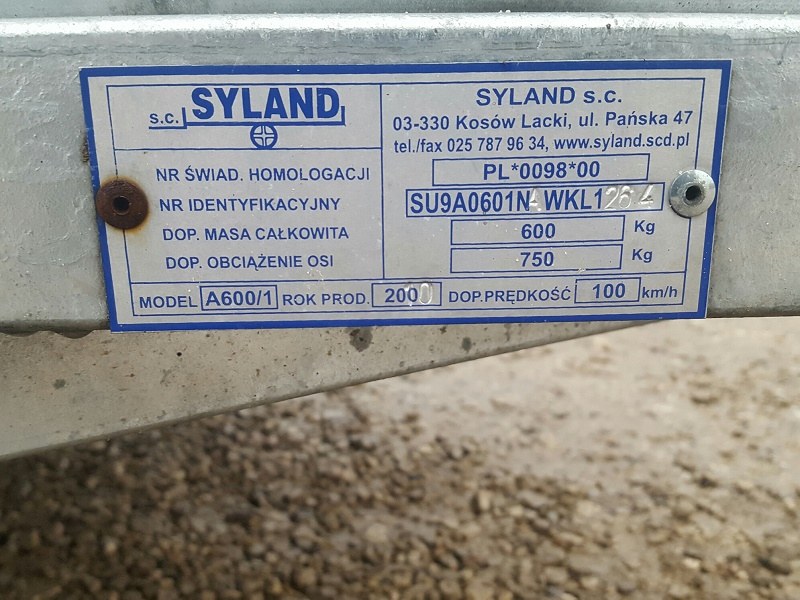 s.c. SYLAND
SYLAND s.c.
03-330 Kosów Lacki, ul. Pańska 47
tel./fax 025 787 96 34, www.syland.scd.pl
NR ŚWIAD. HOMOLOGACJI PL*0098*00
NR IDENTYFIKACYJNY SU9A0601N WKL1264
DOP. MASA CAŁKOWITA 600 Kg
DOP. OBCIĄŻENIE OSI 750 Kg
MODEL A600/1 ROK PROD. DOP.PRĘDKOŚĆ 100 km/h